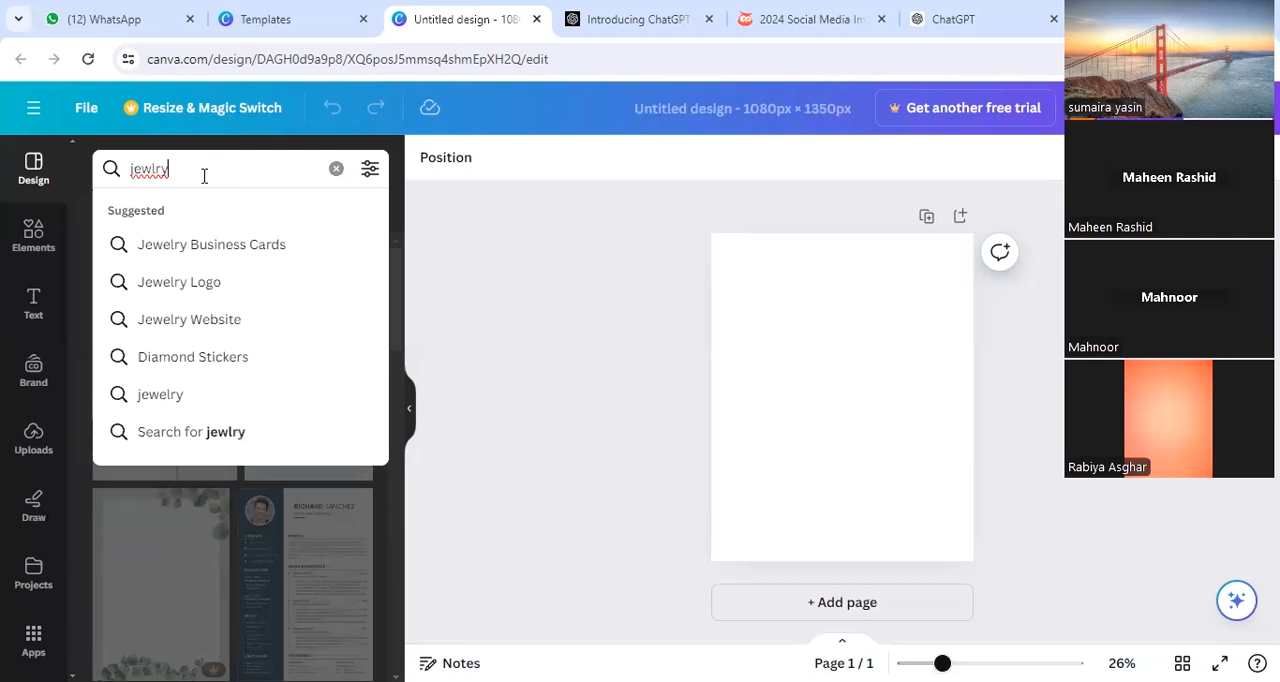 (12) WhatsApp
Templates
Untitled design - 108
Introducing ChatGPT
2024 Social Media Im
ChatGPT
canva.com/design/DAGH0d9a9p8/XQ6posJ5mmsq4shmEpXH2Q/edit
File
Resize & Magic Switch
Untitled design - 1080px × 1350px
Get another free trial
sumaira yasin
Design
jewlry
Position
Suggested
Jewelry Business Cards
Jewelry Logo
Jewelry Website
Diamond Stickers
jewelry
Search for jewlry
Elements
Text
Brand
Uploads
Draw
Projects
Apps
RICHARD SANCHEZ
Maheen Rashid
Maheen Rashid
Mahnoor
Mahnoor
Rabiya Asghar
+ Add page
Notes
Page 1 / 1
26%